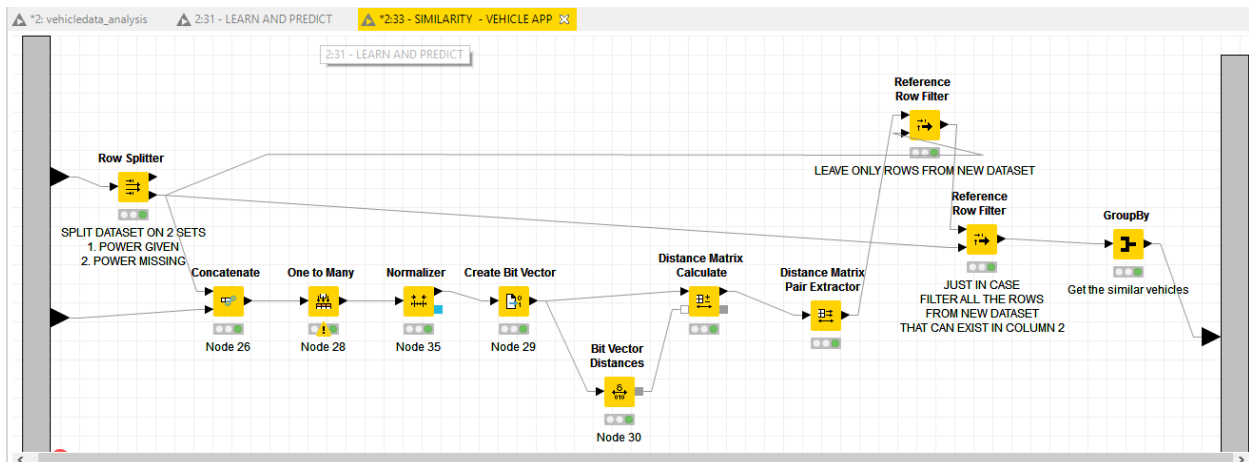 *2: vehicledata_analysis
2:31 - LEARN AND PREDICT
*2:33 - SIMILARITY - VEHICLE APP
2:31 - LEARN AND PREDICT
Reference
Row Filter
LEAVE ONLY ROWS FROM NEW DATASET
Row Splitter
SPLIT DATASET ON 2 SETS
1. POWER GIVEN
2. POWER MISSING
Reference
Row Filter
JUST IN CASE
FILTER ALL THE ROWS
FROM NEW DATASET
THAT CAN EXIST IN COLUMN 2
GroupBy
Get the similar vehicles
Concatenate
Node 26
One to Many
Node 28
Normalizer
Node 35
Create Bit Vector
Node 29
Distance Matrix
Calculate
Distance Matrix
Pair Extractor
Bit Vector
Distances
Node 30